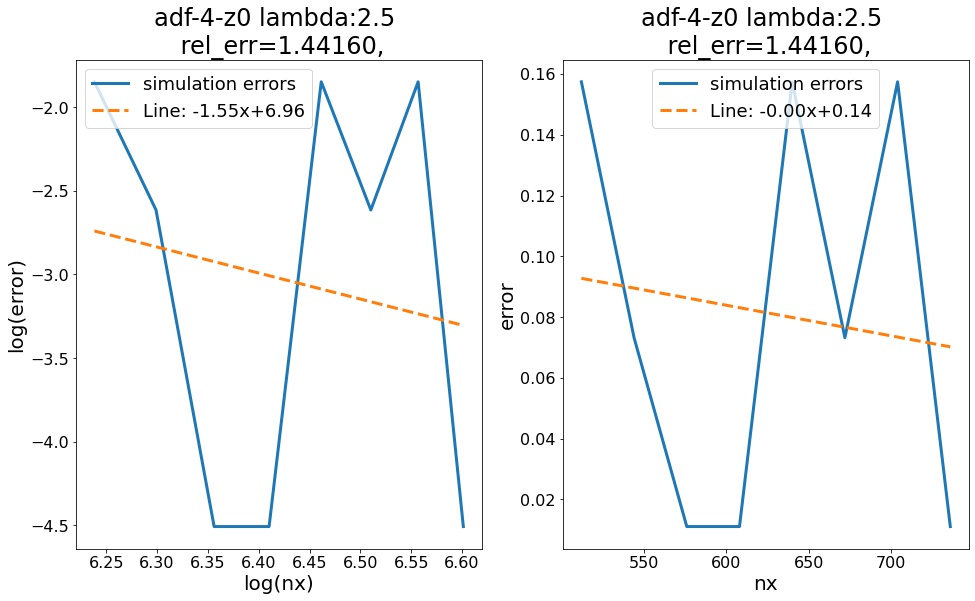 adf-4-z0 lambda:2.5
rel_err=1.44160,
simulation errors
Line: -1.55x+6.96
−2.0
−2.5
−3.0
−3.5
−4.0
−4.5
log(error)
6.25 6.30 6.35 6.40 6.45 6.50 6.55 6.60
log(nx)
adf-4-z0 lambda:2.5
rel_err=1.44160,
simulation errors
Line: -0.00x+0.14
0.16
0.14
0.12
0.10
0.08
0.06
0.04
0.02
error
550 600 650 700
nx